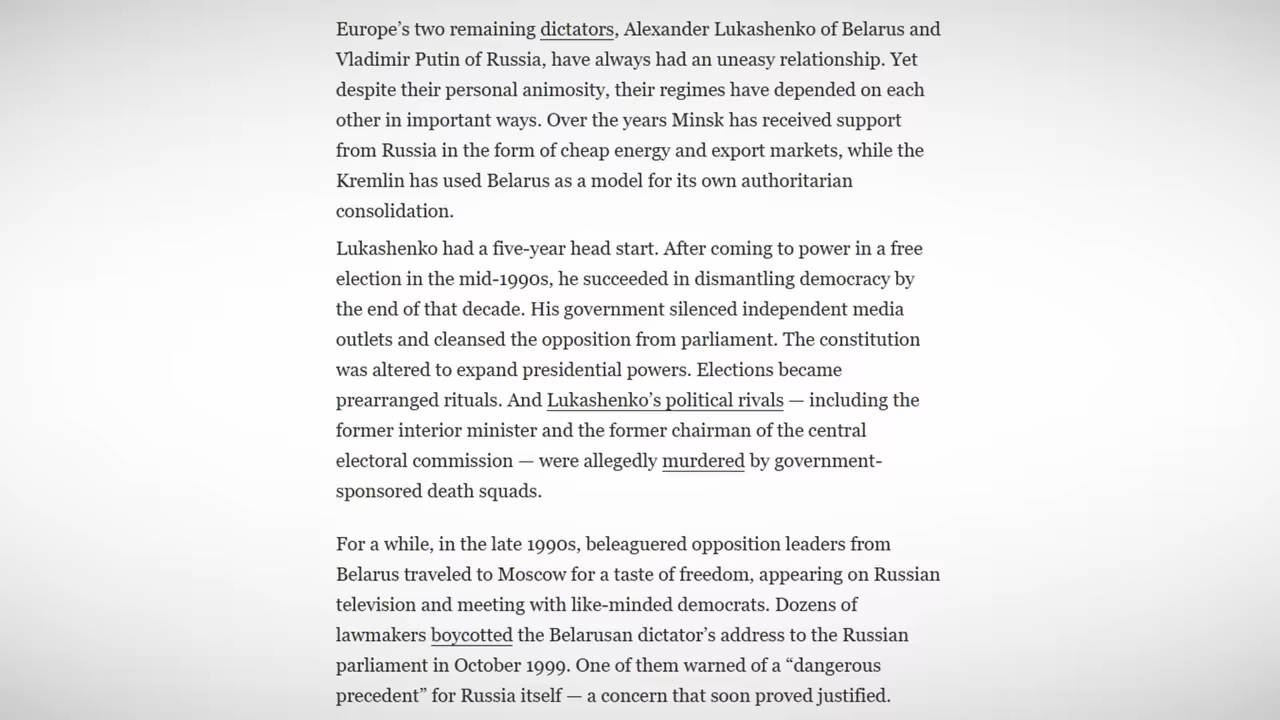 Europe’s two remaining dictators, Alexander Lukashenko of Belarus and
Vladimir Putin of Russia, have always had an uneasy relationship. Yet
despite their personal animosity, their regimes have depended on each
other in important ways. Over the years Minsk has received support
from Russia in the form of cheap energy and export markets, while the
Kremlin has used Belarus as a model for its own authoritarian
consolidation.
Lukashenko had a five-year head start. After coming to power in a free
election in the mid-1990s, he succeeded in dismantling democracy by
the end of that decade. His government silenced independent media
outlets and cleansed the opposition from parliament. The constitution
was altered to expand presidential powers. Elections became
prearranged rituals. And Lukashenko’s political rivals — including the
former interior minister and the former chairman of the central
electoral commission — were allegedly murdered by government-
sponsored death squads.
For a while, in the late 1990s, beleaguered opposition leaders from
Belarus traveled to Moscow for a taste of freedom, appearing on Russian
television and meeting with like-minded democrats. Dozens of
lawmakers boycotted the Belarusan dictator’s address to the Russian
parliament in October 1999. One of them warned of a “dangerous
precedent” for Russia itself — a concern that soon proved justified.